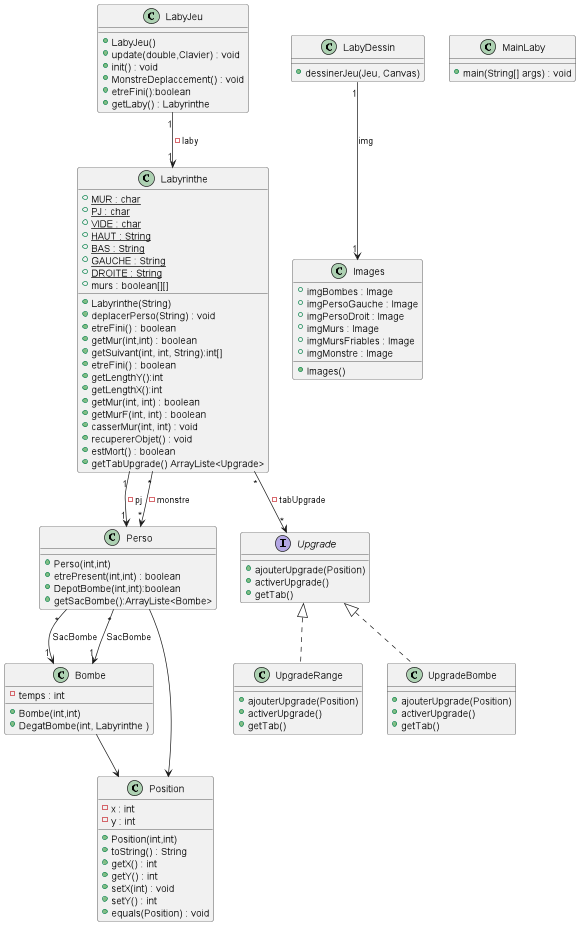 C LabyJeu
LabyJeu()
update(double,Clavier) : void
init() : void
MonstreDeplaccement() : void
etreFini():boolean
getLaby() : Labyrinthe
C LabyDessin
dessinerJeu(Jeu, Canvas)
C MainLaby
main(String[] args) : void
1
laby
1
1
img
1
C Labyrinthe
MUR : char
PJ : char
VIDE : char
HAUT : String
BAS : String
GAUCHE : String
DROITE : String
murs : boolean[][]
Labyrinthe(String)
deplacerPerso(String) : void
etreFini() : boolean
getMur(int,int) : boolean
getSuivant(int, int, String):int[]
etreFini() : boolean
getLengthY():int
getLengthX():int
getMur(int, int) : boolean
getMurF(int, int) : boolean
casserMur(int, int) : void
recupererObjet() : void
estMort() : boolean
getTabUpgrade() ArrayListe<Upgrade>
C Images
imgBombes : Image
imgPersoGauche : Image
imgPersoDroit : Image
imgMurs : Image
imgMursFriables : Image
imgMonstre : Image
Images()
1
pj
1
*
monstre
*
*
tabUpgrade
*
C Perso
Perso(int,int)
etrePresent(int,int) : boolean
DepotBombe(int,int):boolean
getSacBombe():ArrayListe<Bombe>
I Upgrade
ajouterUpgrade(Position)
activerUpgrade()
getTab()
*
SacBombe
1
*
SacBombe
1
C Bombe
temps : int
Bombe(int,int)
DegatBombe(int, Labyrinthe )
C UpgradeRange
ajouterUpgrade(Position)
activerUpgrade()
getTab()
C UpgradeBombe
ajouterUpgrade(Position)
activerUpgrade()
getTab()
C Position
x : int
y : int
Position(int,int)
toString() : String
getX() : int
getY() : int
setX(int) : void
setY() : int
equals(Position) : void